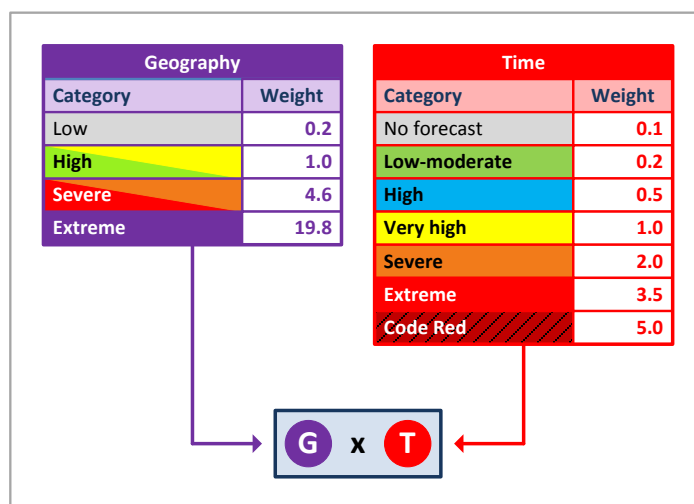 Geography
Category Weight
Low 0.2
High 1.0
Severe 4.6
Extreme 19.8
Time
Category Weight
No forecast 0.1
Low-moderate 0.2
High 0.5
Very high 1.0
Severe 2.0
Extreme 3.5
Code Red 5.0
G x T